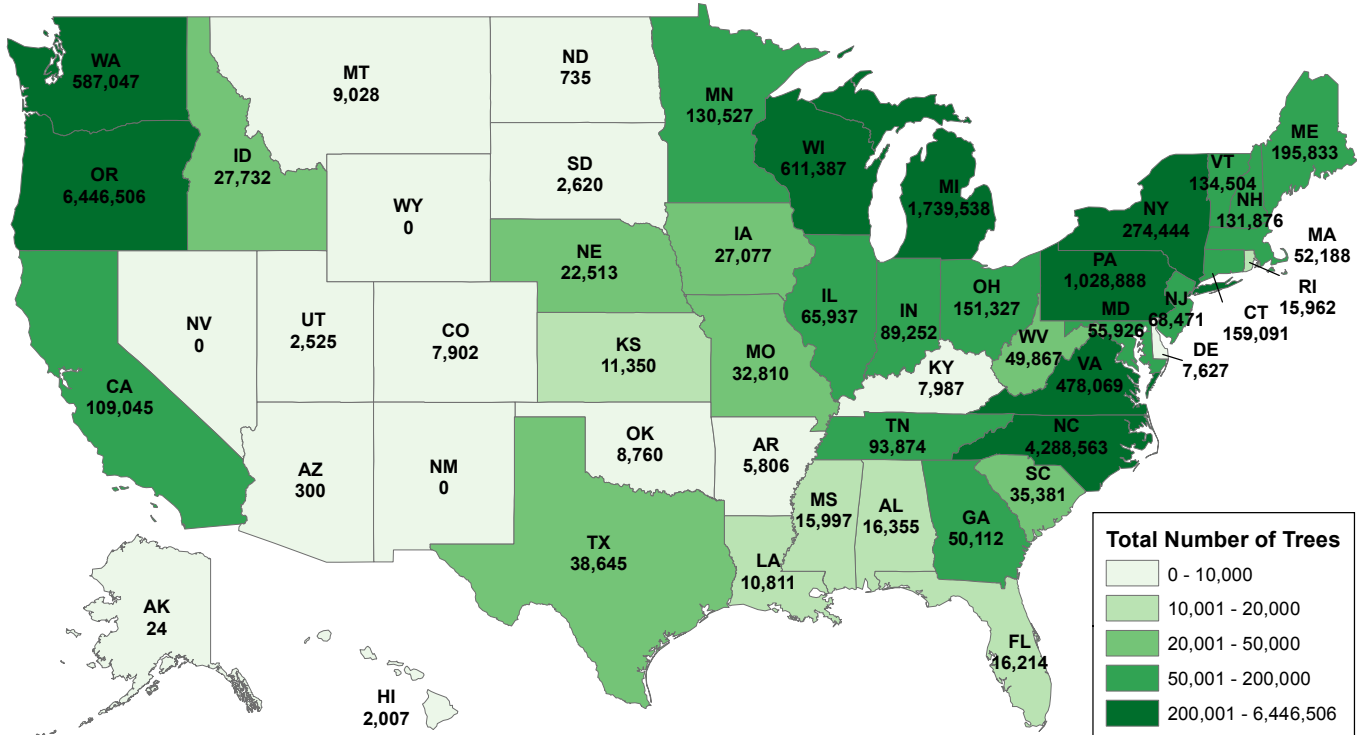 WA
587,047
OR
6,446,506
CA
109,045
ID
27,732
NV
0
MT
9,028
WY
0
UT
2,525
AZ
300
CO
7,902
NM
0
ND
735
SD
2,620
NE
22,513
KS
11,350
OK
8,760
TX
38,645
MN
130,527
IA
27,077
MO
32,810
AR
5,806
LA
10,811
WI
611,387
IL
65,937
MI
1,739,538
IN
89,252
OH
151,327
KY
7,987
TN
93,874
MS
15,997
AL
16,355
GA
50,112
FL
16,214
SC
35,381
NC
4,288,563
VA
478,069
WV
49,867
MD
55,926
DE
7,627
PA
1,028,888
NJ
68,471
NY
274,444
CT
159,091
RI
15,962
MA
52,188
VT
134,504
NH
131,876
ME
195,833
AK
24
HI
2,007
Total Number of Trees
0 - 10,000
10,001 - 20,000
20,001 - 50,000
50,001 - 200,000
200,001 - 6,446,506